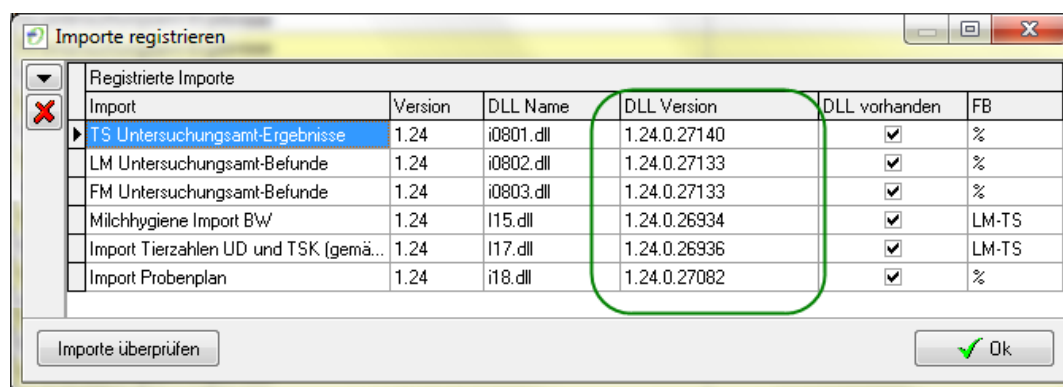 Importe registrieren
Registrierte Importe
Import Version DLL Name DLL Version DLL vorhanden FB
TS Untersuchungsamt-Ergebnisse 1.24 i0801.dll 1.24.0.27140 %
LM Untersuchungsamt-Befunde 1.24 i0802.dll 1.24.0.27133 %
FM Untersuchungsamt-Befunde 1.24 i0803.dll 1.24.0.27133 %
Milchhygiene Import BW 1.24 I15.dll 1.24.0.26934 LM-TS
Import Tierzahlen UD und TSK (gemä... 1.24 I17.dll 1.24.0.26936 LM-TS
Import Probenplan 1.24 i18.dll 1.24.0.27082 %
Importe überprüfen Ok